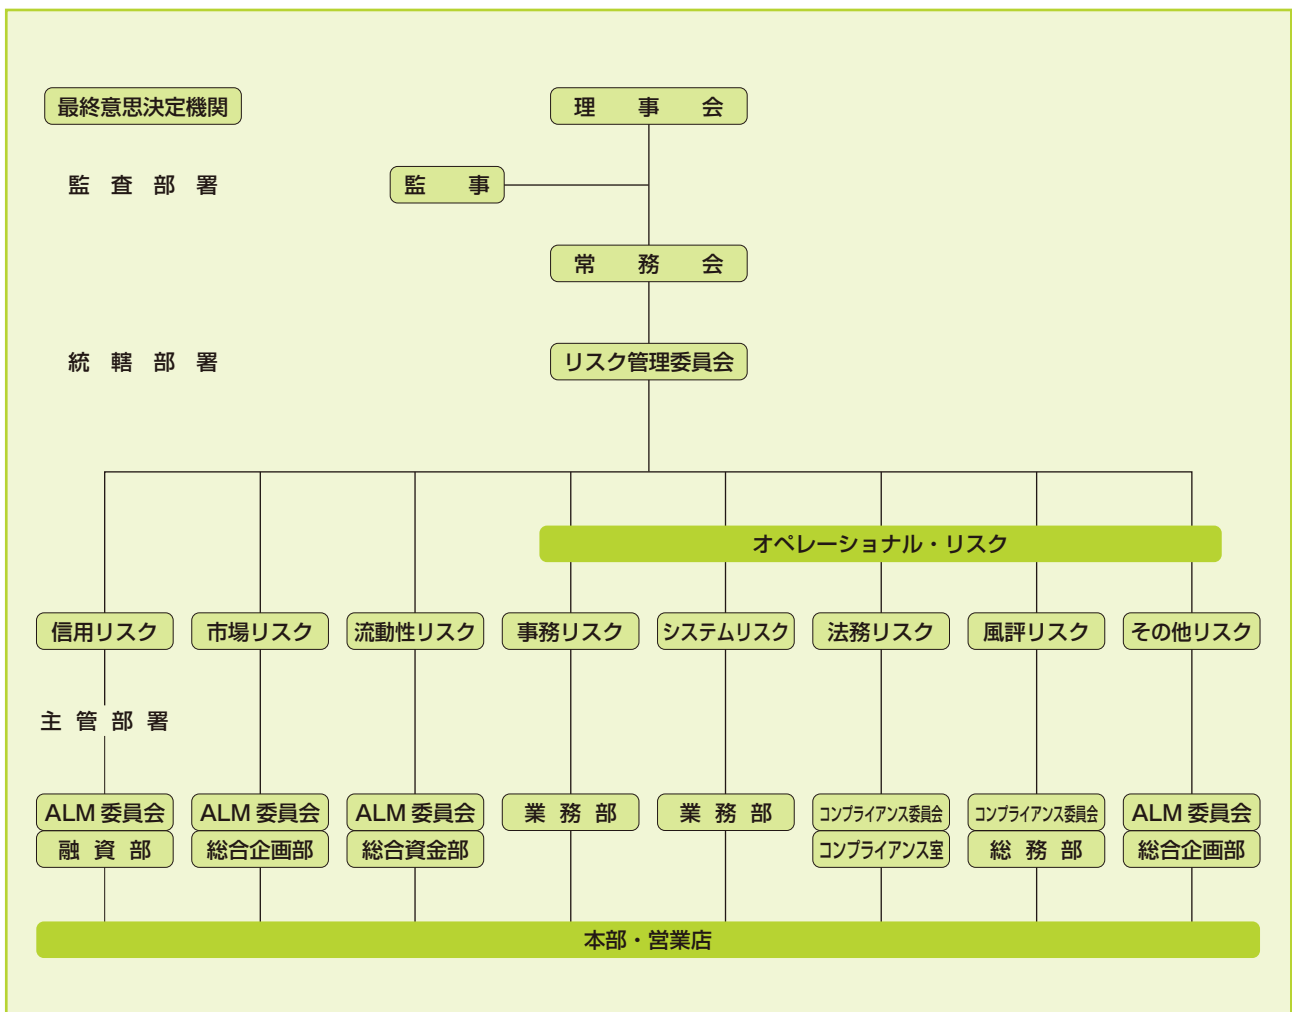 最終意思決定機関
理事会
監査部署
監事
常務会
統轄部署
リスク管理委員会
オペレーショナル・リスク
信用リスク
市場リスク
流動性リスク
事務リスク
システムリスク
法務リスク
風評リスク
その他リスク
主管部署
ALM 委員会
融資部
ALM 委員会
総合企画部
ALM 委員会
総合資金部
業務部
業務部
コンプライアンス委員会
コンプライアンス室
コンプライアンス委員会
総務部
ALM 委員会
総合企画部
本部・営業店